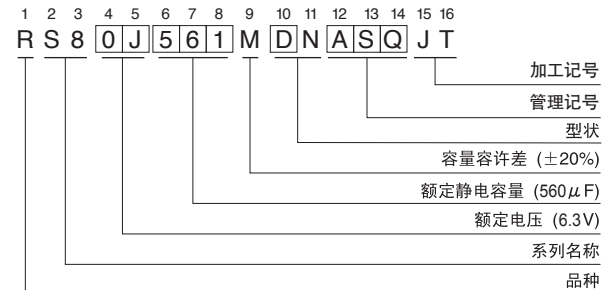 1 2 3 4 5 6 7 8 9 10 11 12 13 14 15 16
R S 8 0 J 5 6 1 M D N A S Q J T
加工记号
管理记号
型状
容量容许差 (±20%)
额定静电容量 (560μF)
额定电压 (6.3V)
系列名称
品种